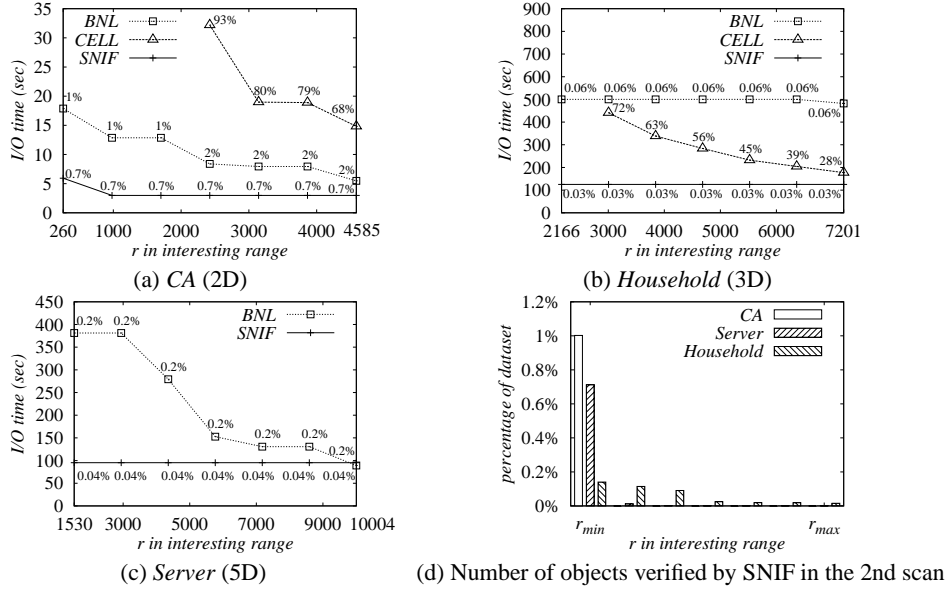 35
30
25
20
15
10
5
0
I/O time (sec)
BNL
CELL
SNIF
93%
80%
79%
68%
1%
1%
1%
2%
2%
2%
2%
0.7%
0.7%
0.7%
0.7%
0.7%
0.7%
0.7%
260 1000 2000 3000 4000 4585
r in interesting range
(a) CA (2D)
900
800
700
600
500
400
300
200
100
0
I/O time (sec)
BNL
CELL
SNIF
0.06% 0.06% 0.06% 0.06% 0.06% 0.06%
0.06%
72%
63%
56%
45%
39%
28%
0.03% 0.03% 0.03% 0.03% 0.03% 0.03% 0.03%
2166 3000 4000 5000 6000 7201
r in interesting range
(b) Household (3D)
450
400
350
300
250
200
150
100
50
0
I/O time (sec)
BNL
SNIF
0.2% 0.2%
0.2%
0.2%
0.2% 0.2%
0.2%
0.04% 0.04% 0.04% 0.04% 0.04% 0.04% 0.04%
1530 3000 5000 7000 9000 10004
r in interesting range
(c) Server (5D)
1.2%
1%
0.8%
0.6%
0.4%
0.2%
0%
percentage of dataset
CA
Server
Household
rmin rmax
r in interesting range
(d) Number of objects verified by SNIF in the 2nd scan